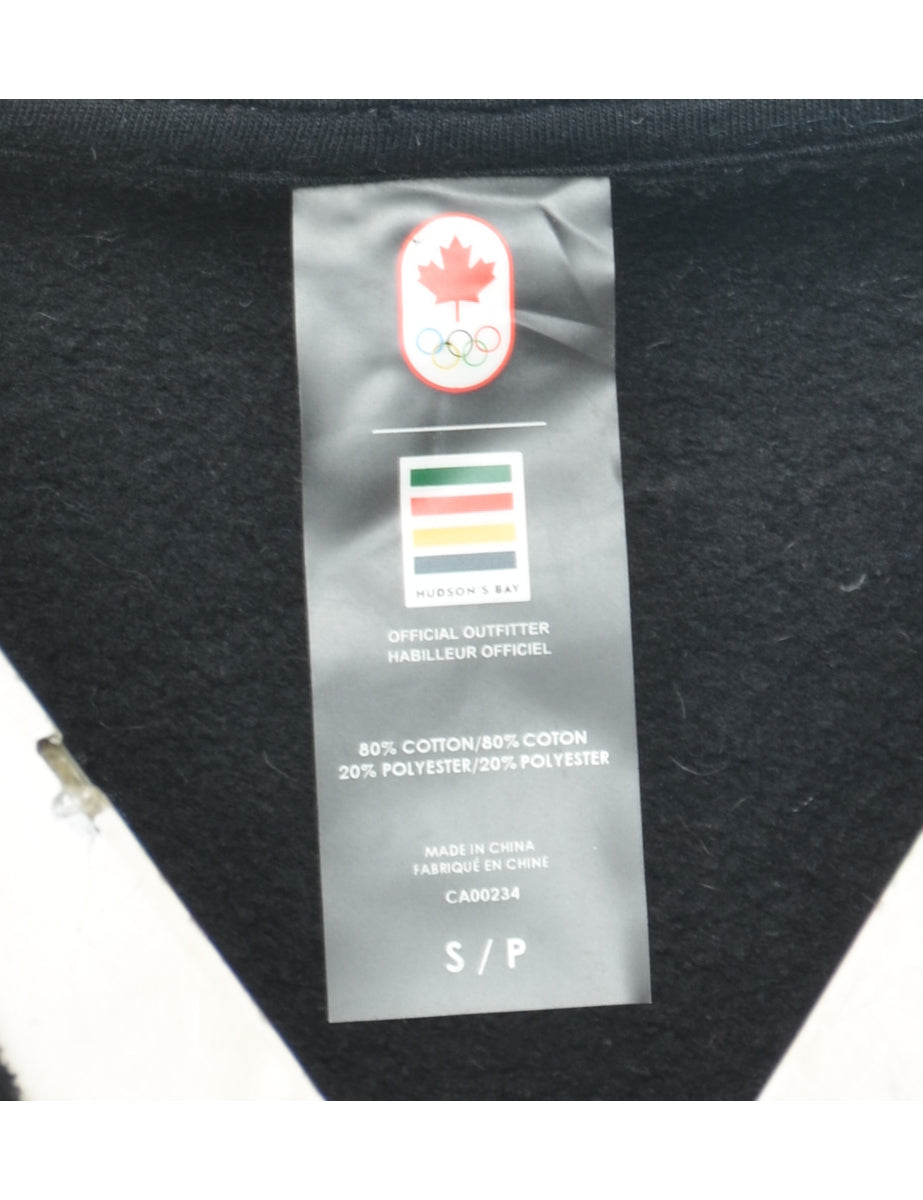 HUDSON'S BAY
OFFICIAL OUTFITTER
HABILLEUR OFFICIEL
80% COTTON/80% COTON
20% POLYESTER/20% POLYESTER
MADE IN CHINA
FABRIQUÉ EN CHINE
CA00234
S / P